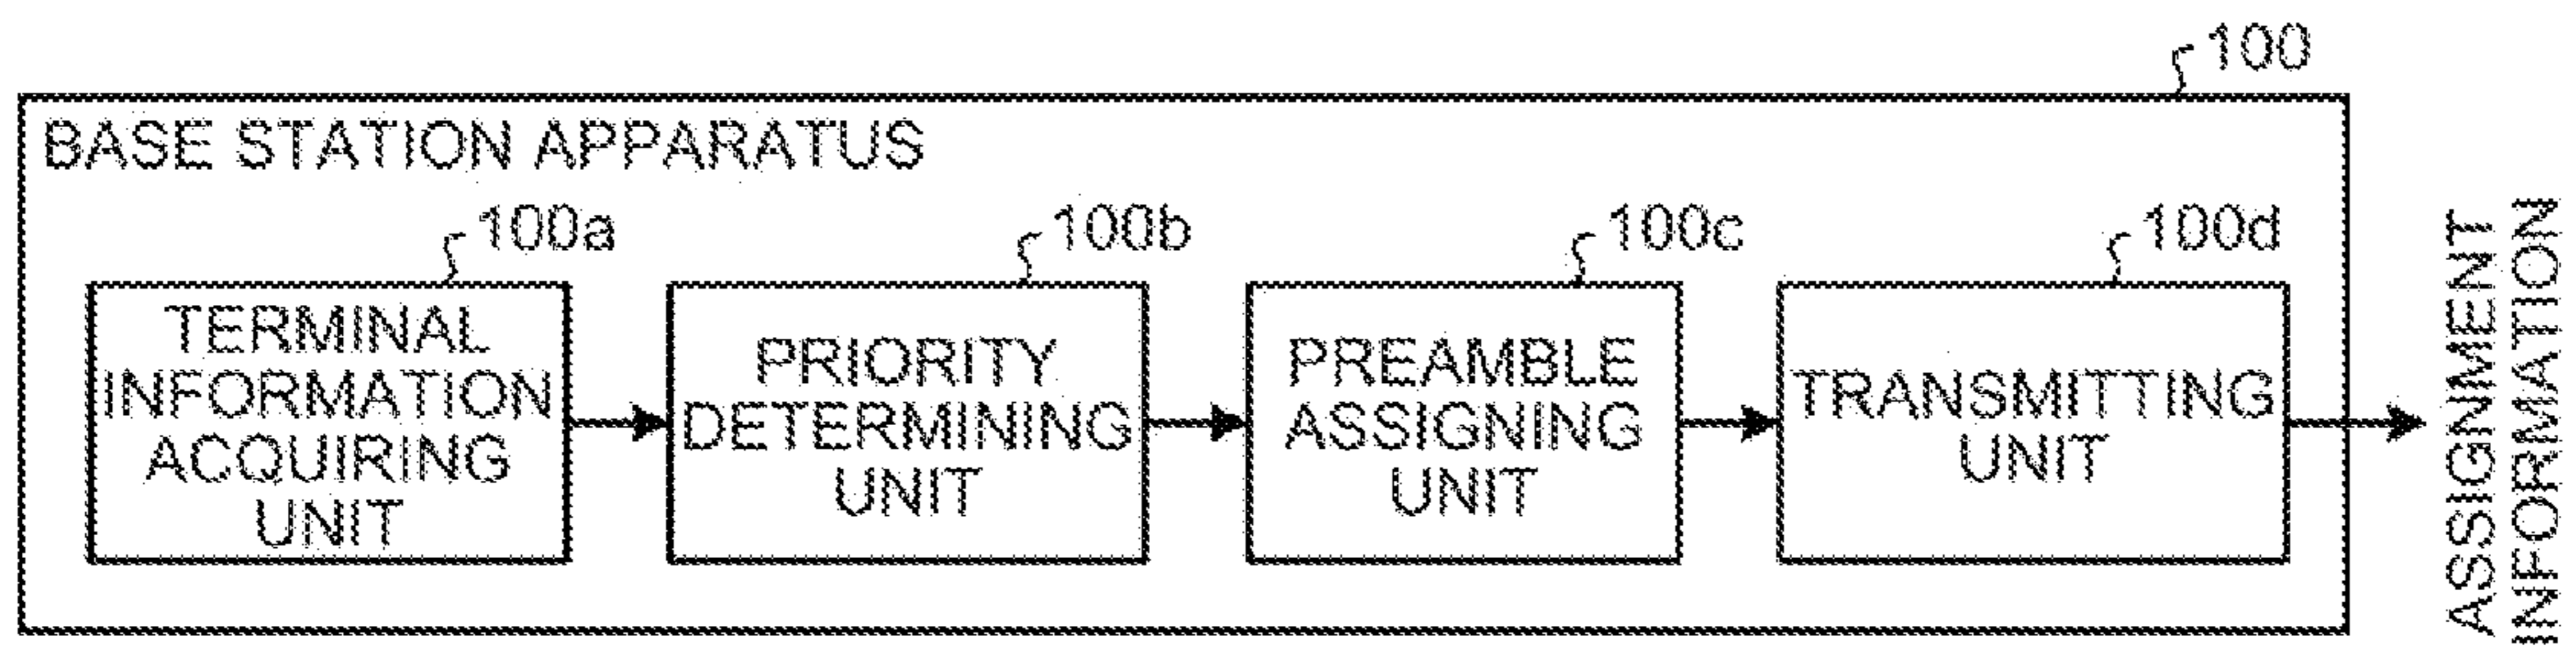 100
BASE STATION APPARATUS
100a
100b
100c
100d
TERMINAL
INFORMATION
ACQUIRING
UNIT
PRIORITY
DETERMINING
UNIT
PREAMBLE
ASSIGNING
UNIT
TRANSMITTING
UNIT
ASSIGNMENT
INFORMATION